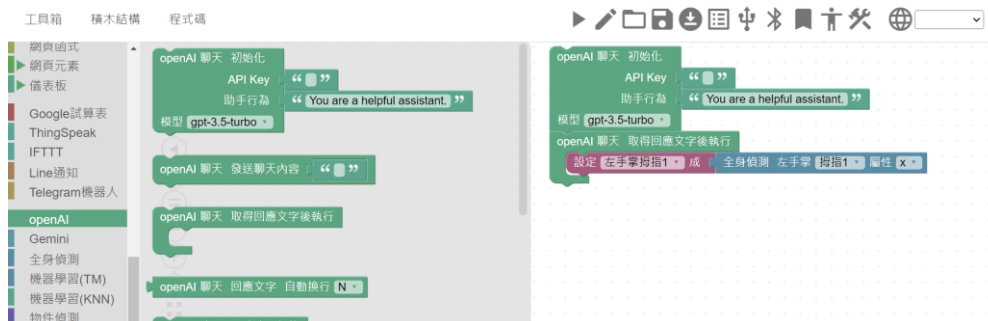 工具箱 積木結構 程式碼
網頁函式
網頁元素
儀表板
Google試算表
ThingSpeak
IFTTT
Line通知
Telegram機器人
openAI
Gemini
全身偵測
機器學習(TM)
機器學習(KNN)
物件偵測
openAI 聊天 初始化
API Key “ ”
助手行為 “ You are a helpful assistant. ”
模型 gpt-3.5-turbo
openAI 聊天 發送聊天內容 “ ”
openAI 聊天 取得回應文字後執行
openAI 聊天 回應文字 自動換行 N
openAI 聊天 初始化
API Key “ ”
助手行為 “ You are a helpful assistant. ”
模型 gpt-3.5-turbo
openAI 聊天 取得回應文字後執行
設定 左手掌拇指1 成 全身偵測 左手掌 拇指1 屬性 x